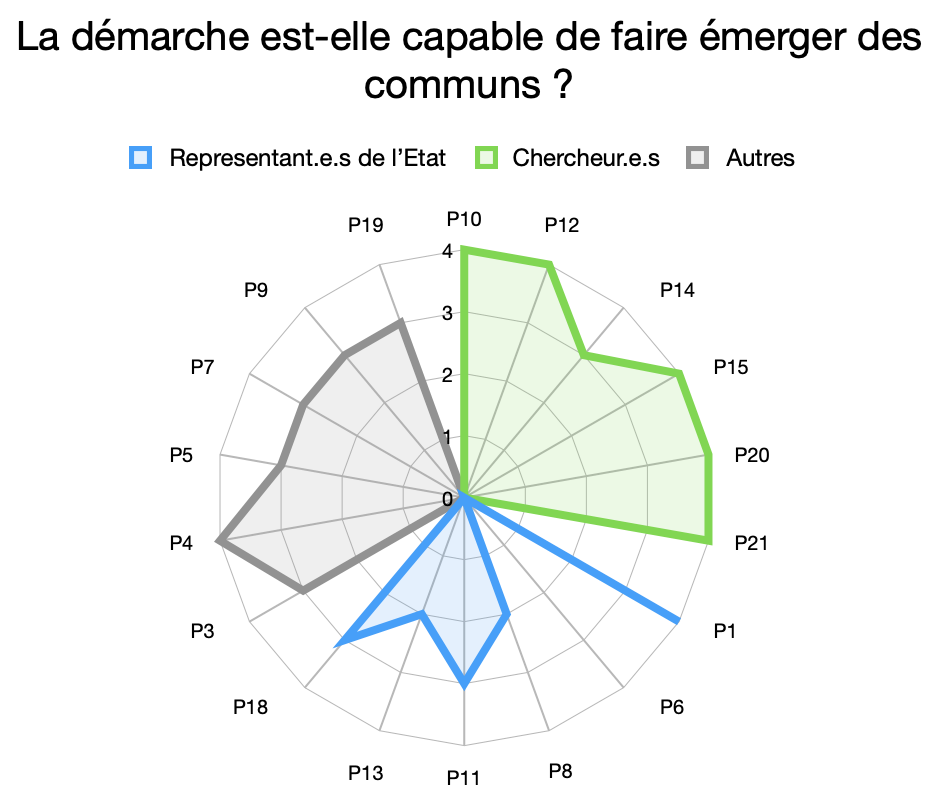 La démarche est-elle capable de faire émerger des
communs ?
Representant.e.s de l'Etat
Chercheur.e.s
Autres
P10
P12
P14
P15
P20
P21
P1
P6
P8
P11
P13
P18
P3
P4
P5
P7
P9
P19
4
3
2
1
0